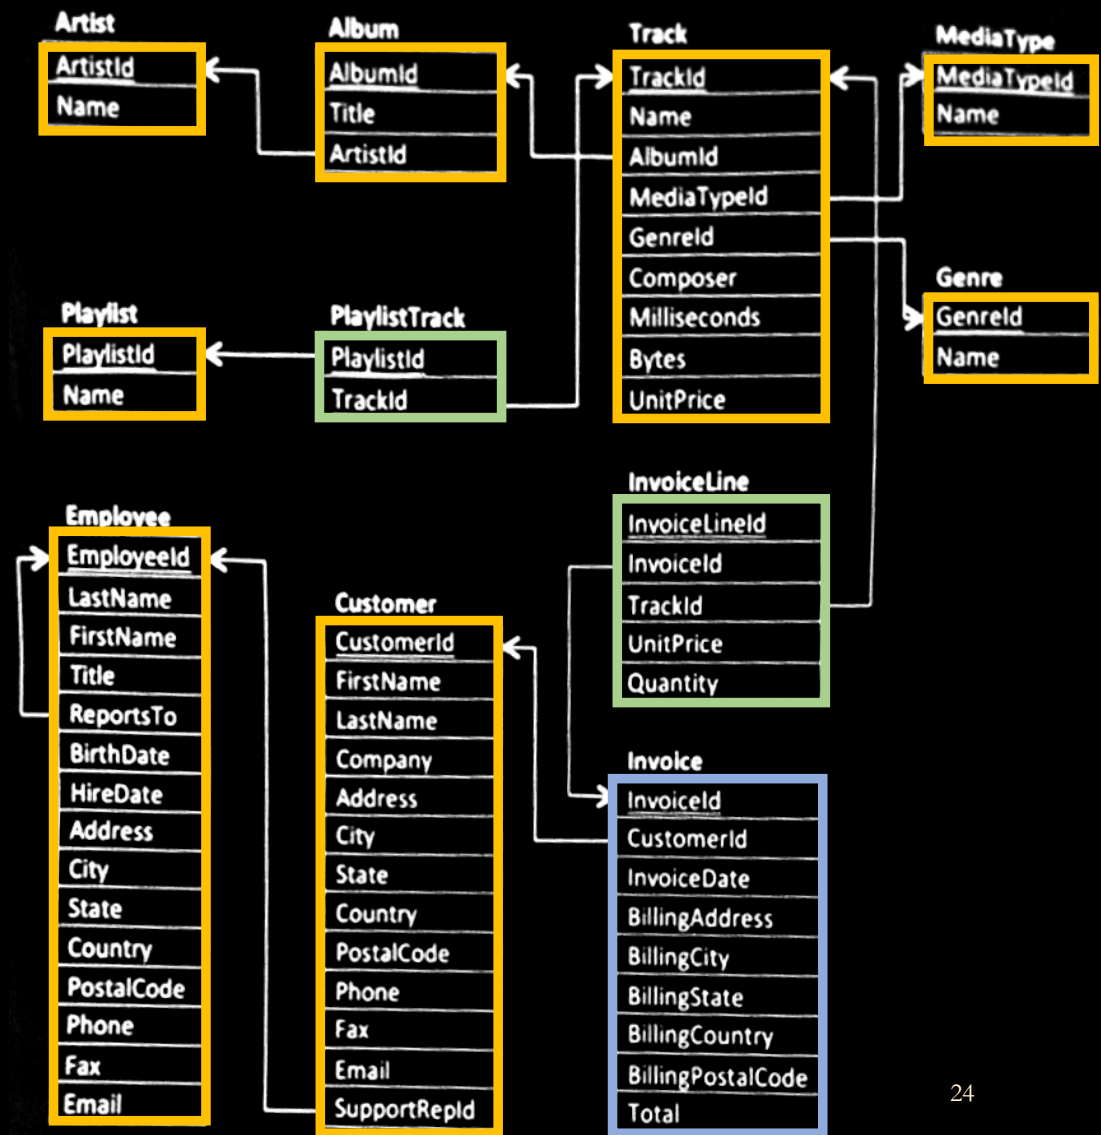 Artist
ArtistId
Name
Album
AlbumId
Title
ArtistId
Track
TrackId
Name
AlbumId
MediaTypeId
GenreId
Composer
Milliseconds
Bytes
UnitPrice
MediaType
MediaTypeId
Name
Genre
GenreId
Name
Playlist
PlaylistId
Name
PlaylistTrack
PlaylistId
TrackId
Employee
EmployeeId
LastName
FirstName
Title
ReportsTo
BirthDate
HireDate
Address
City
State
Country
PostalCode
Phone
Fax
Email
Customer
CustomerId
FirstName
LastName
Company
Address
City
State
Country
PostalCode
Phone
Fax
Email
SupportRepId
InvoiceLine
InvoiceLineId
InvoiceId
TrackId
UnitPrice
Quantity
Invoice
InvoiceId
CustomerId
InvoiceDate
BillingAddress
BillingCity
BillingState
BillingCountry
BillingPostalCode
Total
24